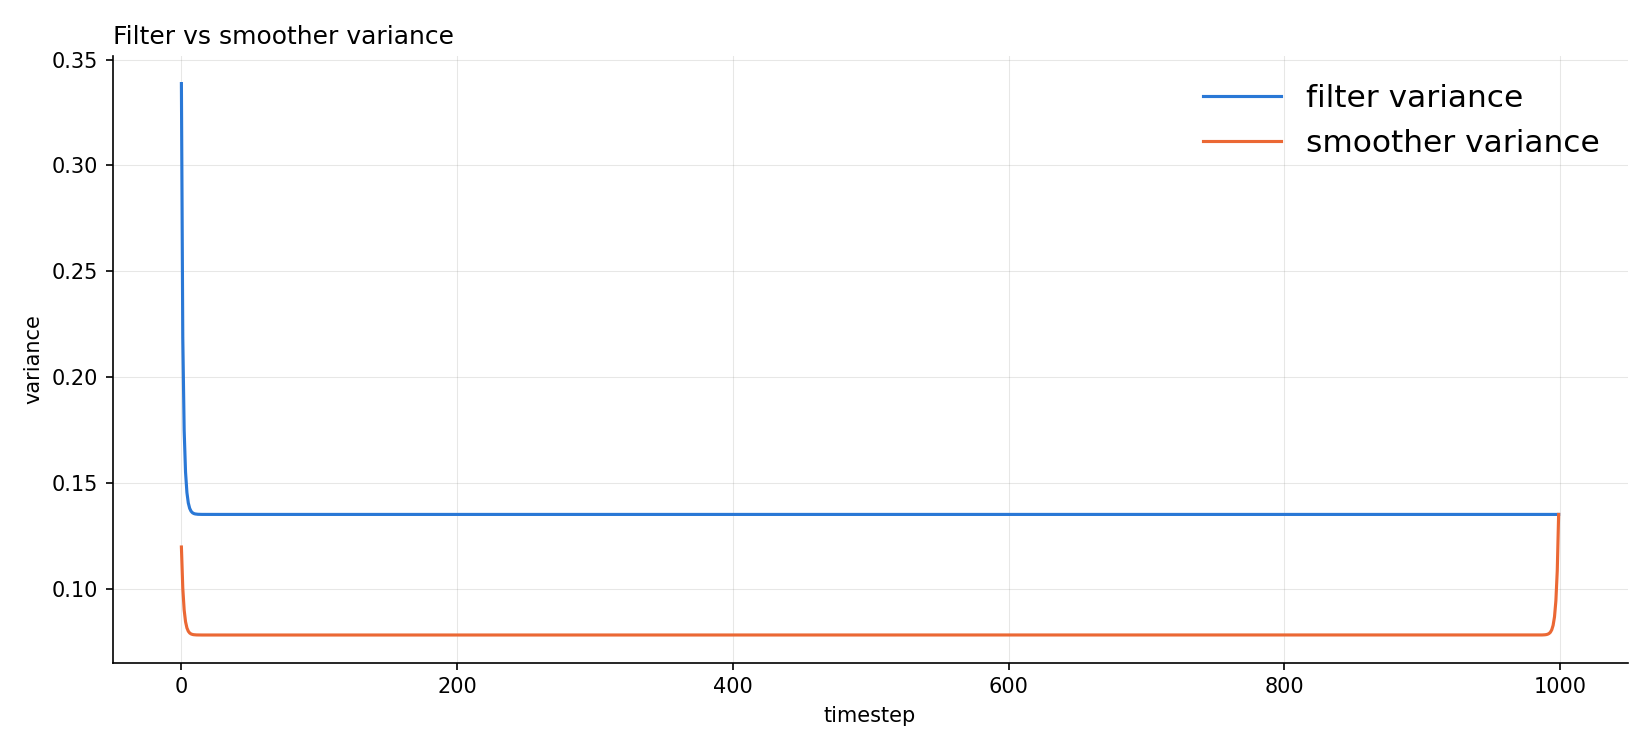 Filter vs smoother variance
filter variance
smoother variance
variance
0.35
0.30
0.25
0.20
0.15
0.10
0
200
400
600
800
1000
timestep